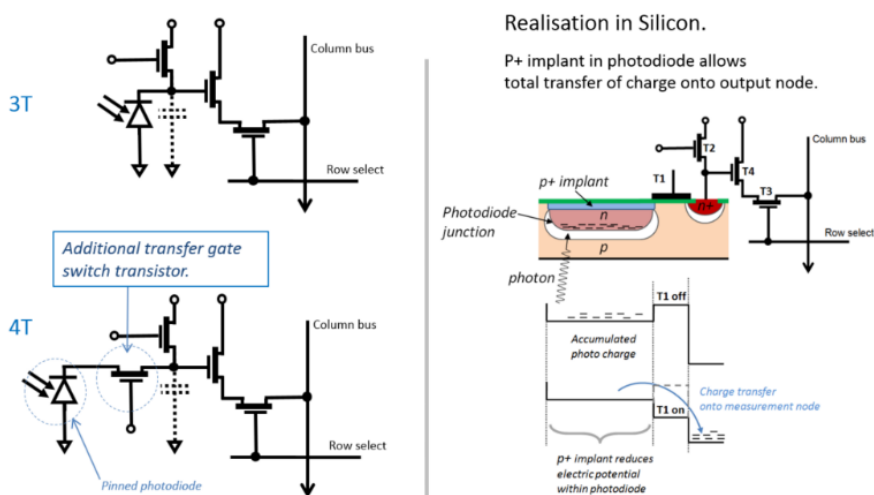 3T
Column bus
Row select
Additional transfer gate
switch transistor.
4T
Column bus
Row select
Pinned photodiode
Realisation in Silicon.
P+ implant in photodiode allows
total transfer of charge onto output node.
Column bus
T2
T1
T4
T3
p+ implant
n
n+
Photodiode
junction
p
Row select
photon
T1 off
Accumulated
photo charge
Charge transfer
onto measurement node
T1 on
p+ implant reduces
electric potential
within photodiode